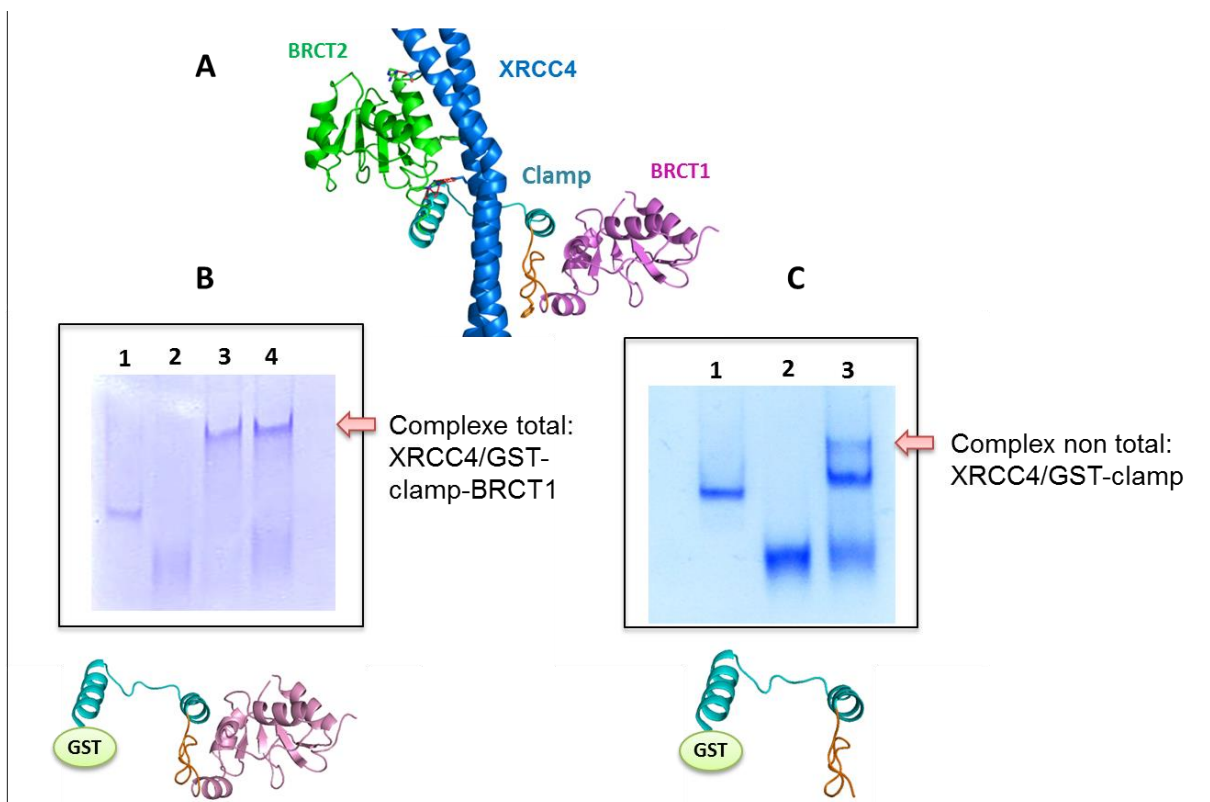 A
BRCT2
XRCC4
Clamp
BRCT1
B
1 2 3 4
Complexe total:
XRCC4/GST-
clamp-BRCT1
C
1 2 3
Complex non total:
XRCC4/GST-clamp
GST
GST